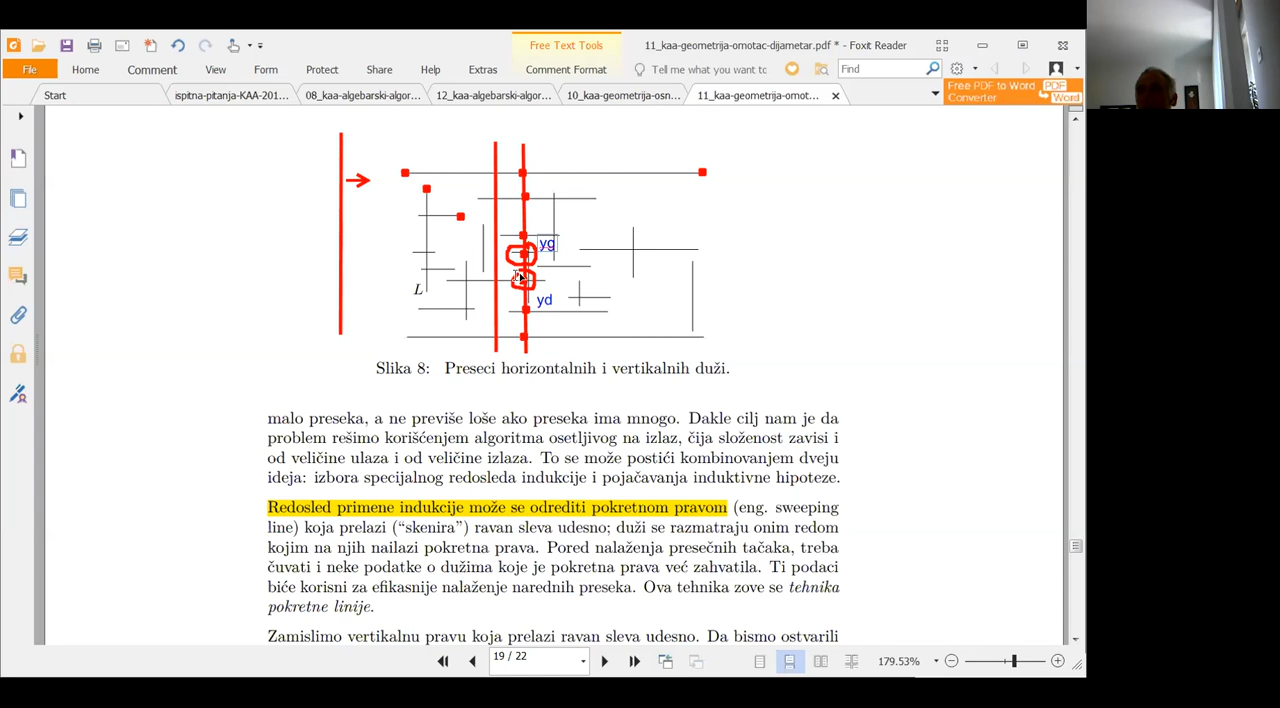 Free Text Tools
11_kaa-geometrija-omotac-dijametar.pdf * - Foxit Reader
File Home Comment View Form Protect Share Help Extras Comment Format Tell me what you want to Find
Start ispitna-pitanja-KAA-201... 08_kaa-algebarski-algor... 12_kaa-algebarski-algor... 10_kaa-geometrija-osn... 11_kaa-geometrija-omot...
Free PDF to Word PDF
Converter Word
yg
L
yd
Slika 8: Preseci horizontalnih i vertikalnih duži.
malo preseka, a ne previše loše ako preseka ima mnogo. Dakle cilj nam je da
problem rešimo korišćenjem algoritma osetljivog na izlaz, čija složenost zavisi i
od veličine ulaza i od veličine izlaza. To se može postići kombinovanjem dveju
ideja: izbora specijalnog redosleda indukcije i pojačavanja induktivne hipoteze.
Redosled primene indukcije može se odrediti pokretnom pravom (eng. sweeping
line) koja prelazi (“skenira”) ravan sleva udesno; duži se razmatraju onim redom
kojim na njih nailazi pokretna prava. Pored nalaženja presečnih tačaka, treba
čuvati i neke podatke o dužima koje je pokretna prava već zahvatila. Ti podaci
biće korisni za efikasnije nalaženje narednih preseka. Ova tehnika zove se tehnika
pokretne linije.
Zamislimo vertikalnu pravu koja prelazi ravan sleva udesno. Da bismo ostvarili
19 / 22
179.53%